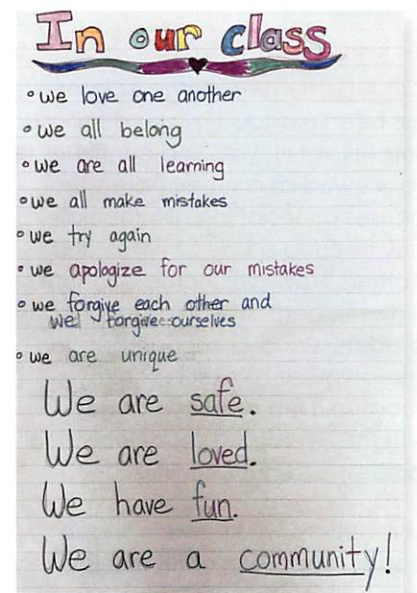 In our class
we love one another
we all belong
we are all learning
we all make mistakes
we try again
we apologize for our mistakes
we forgive each other and
we forgive ourselves
we are unique
We are safe.
We are loved.
We have fun.
We are a community!